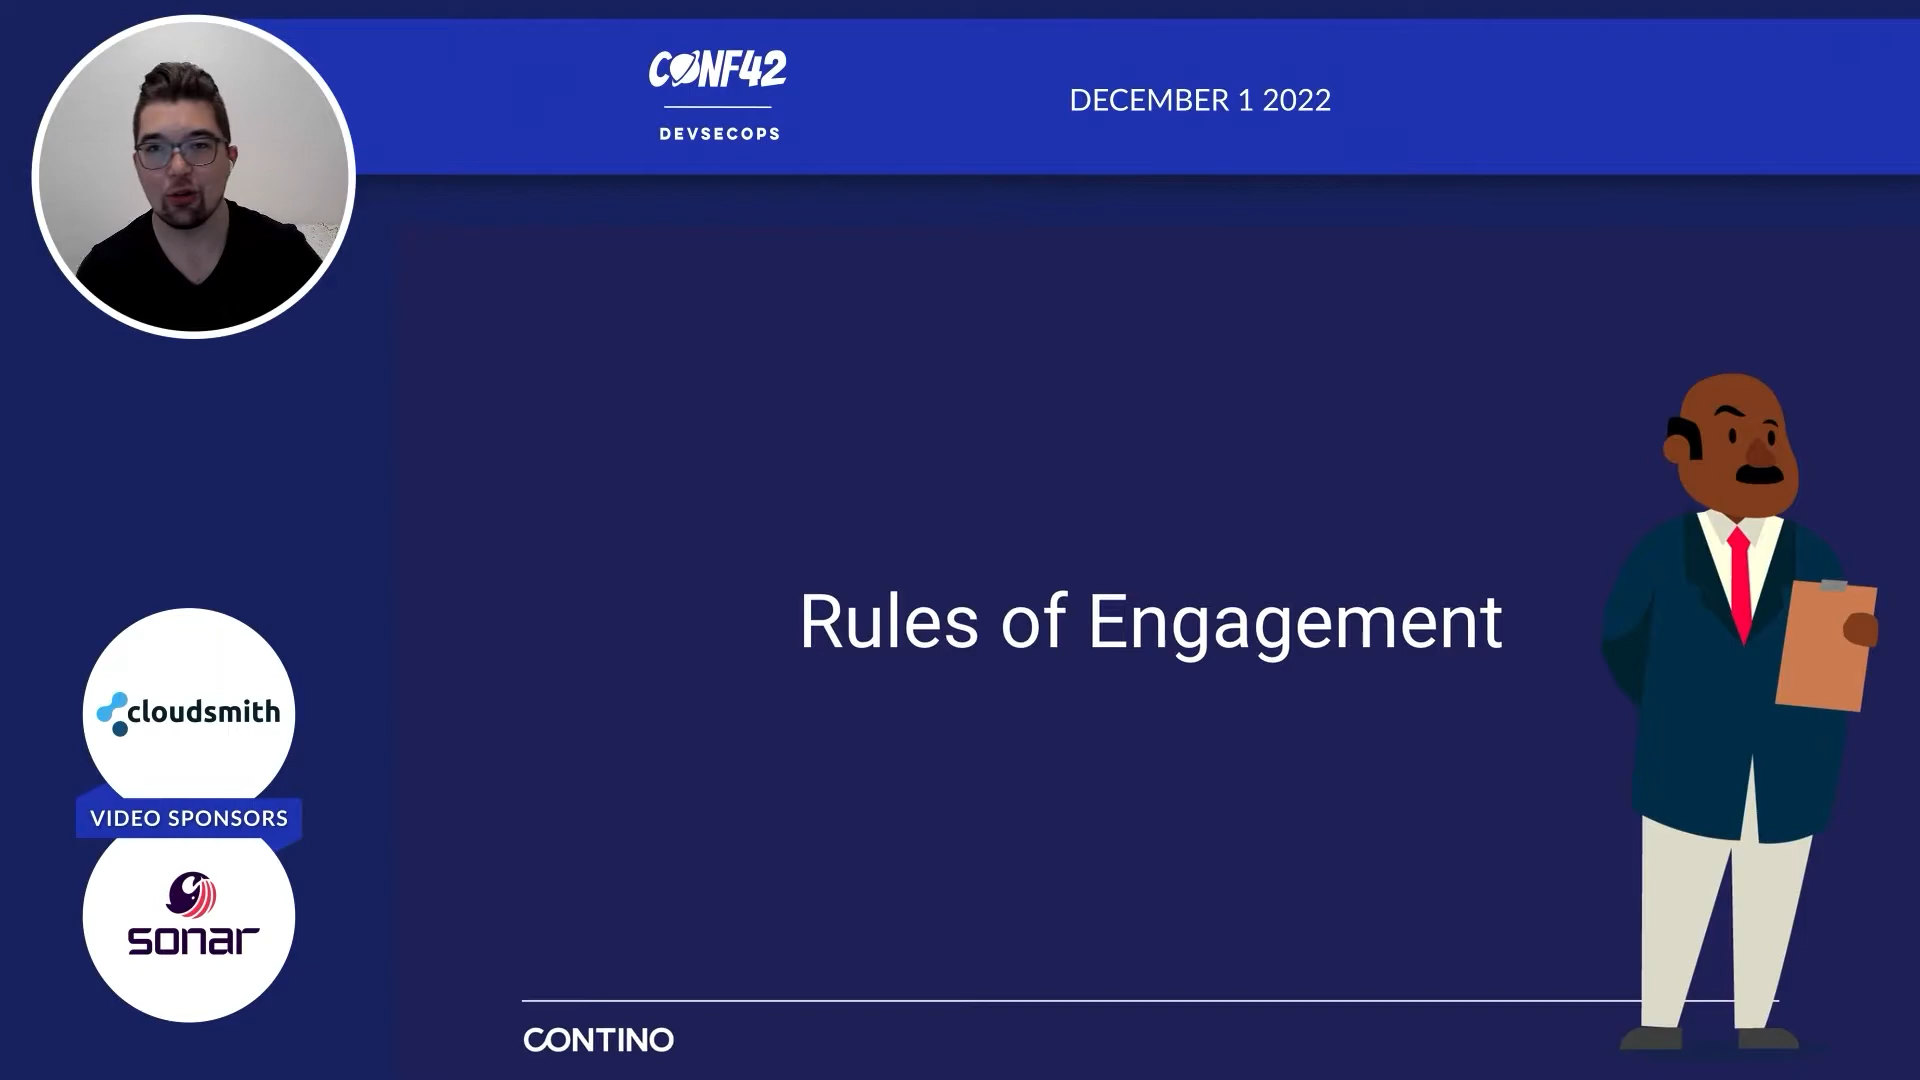 CONF42
DEVSECOPS
DECEMBER 1 2022
Rules of Engagement
cloudsmith
VIDEO SPONSORS
sonar
CONTINO